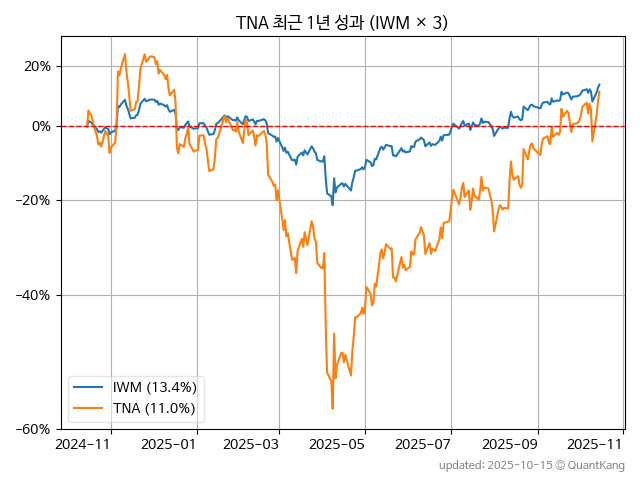 TNA 최근 1년 성과 (IWM × 3)
20%
0%
−20%
−40%
−60%
IWM (13.4%)
TNA (11.0%)
2024-11 2025-01 2025-03 2025-05 2025-07 2025-09 2025-11
updated: 2025-10-15 © QuantKang